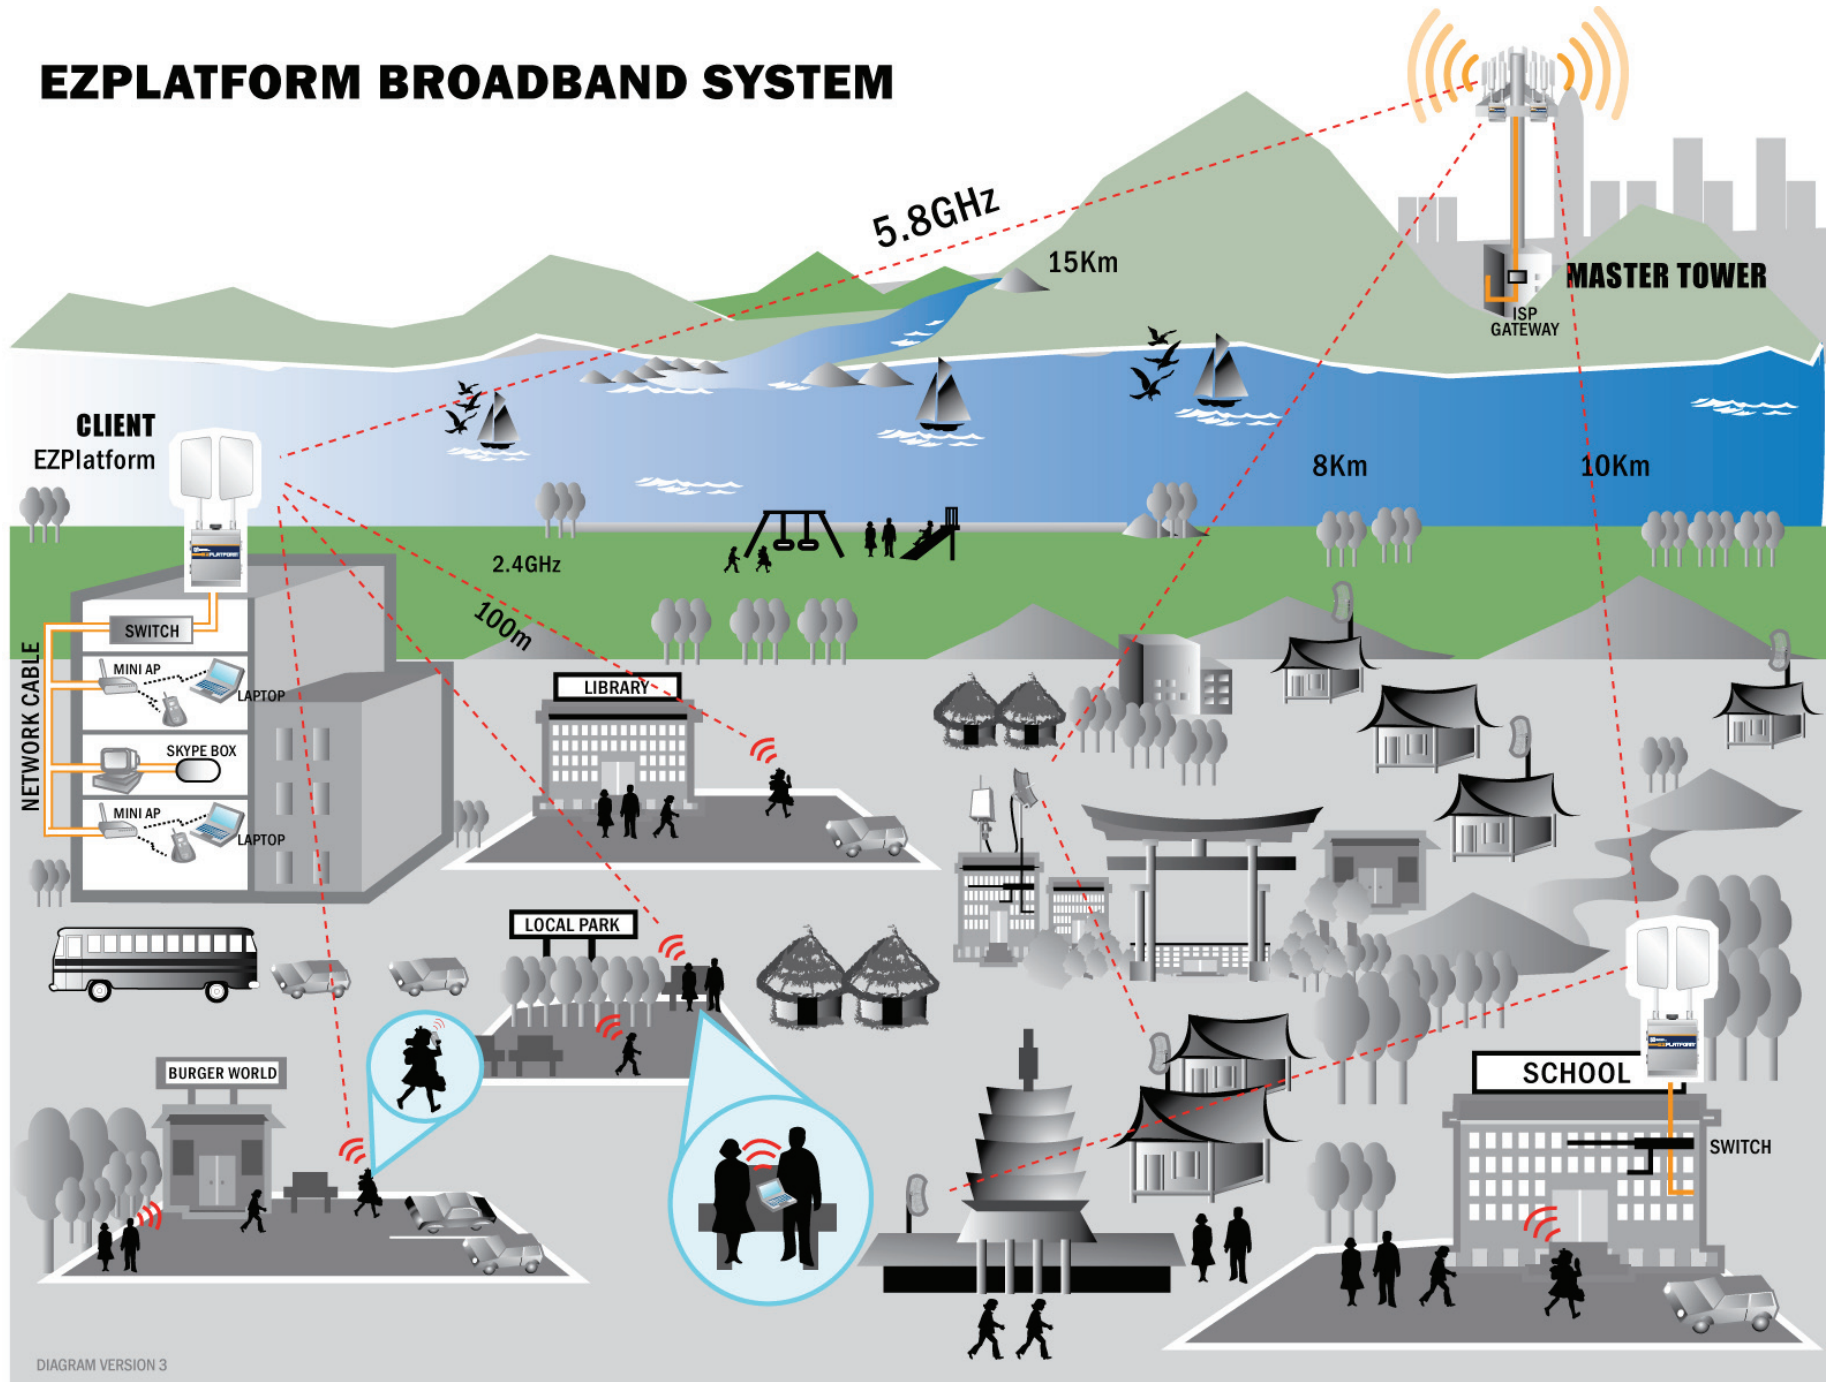 EZPLATFORM BROADBAND SYSTEM
5.8GHz
15Km
MASTER TOWER
ISP
GATEWAY
CLIENT
EZPlatform
8Km
10Km
EZPLATFORM
2.4GHz
100m
SWITCH
NETWORK CABLE
MINI AP
LAPTOP
SKYPE BOX
MINI AP
LAPTOP
LIBRARY
LOCAL PARK
BURGER WORLD
EZPLATFORM
SCHOOL
SWITCH
DIAGRAM VERSION 3